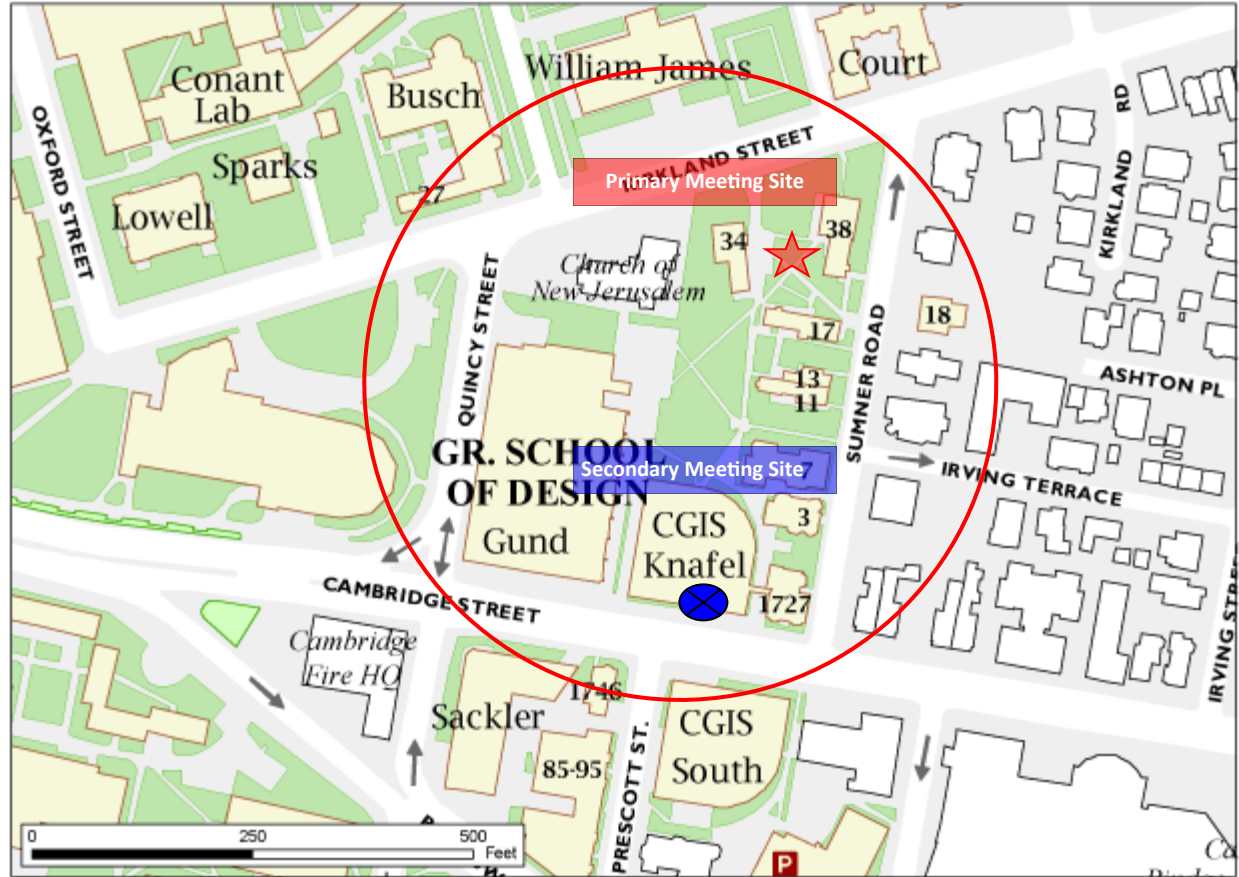 William James
Court
Conant
Lab
Busch
OXFORD STREET
Sparks
KIRKLAND STREET
KIRKLAND RD
Primary Meeting Site
27
Lowell
34
38
Church of
New Jerusalem
QUINCY STREET
17
18
SUMNER ROAD
13
11
ASHTON PL
GR. SCHOOL
OF DESIGN
Secondary Meeting Site
7
IRVING TERRACE
3
CGIS
Knafel
Gund
CAMBRIDGE STREET
1727
Cambridge
Fire HQ
IRVING STREET
1746
Sackler
CGIS
South
85-95
PRESCOTT ST.
0
250
500
Feet
P